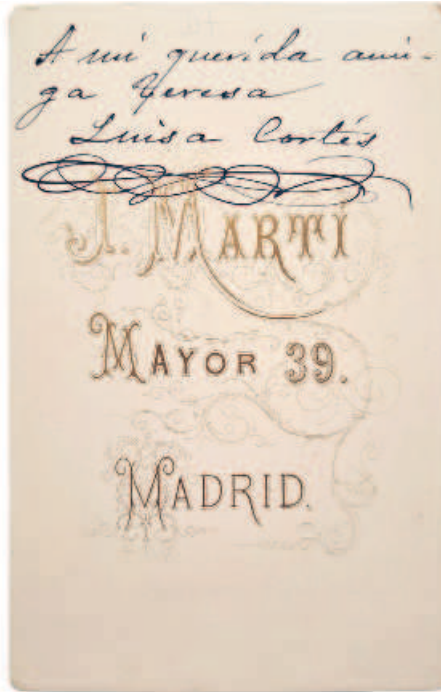 A mi querida ami-
ga Teresa
Luisa Cortés
J. MARTI
MAYOR 39.
MADRID.